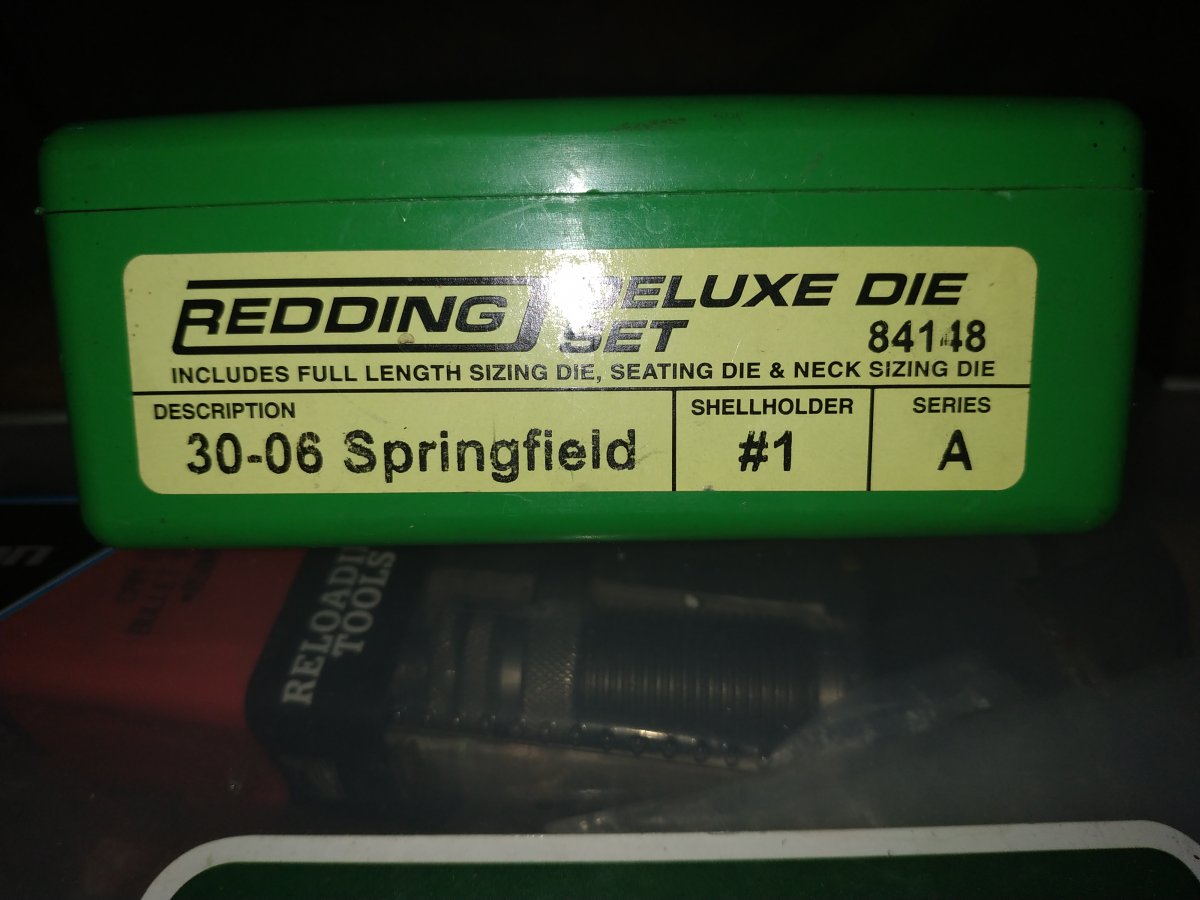 REDDING DELUXE DIE
SET 84148
INCLUDES FULL LENGTH SIZING DIE, SEATING DIE & NECK SIZING DIE
DESCRIPTION SHELLHOLDER SERIES
30-06 Springfield #1 A
RELOADING
TOOLS